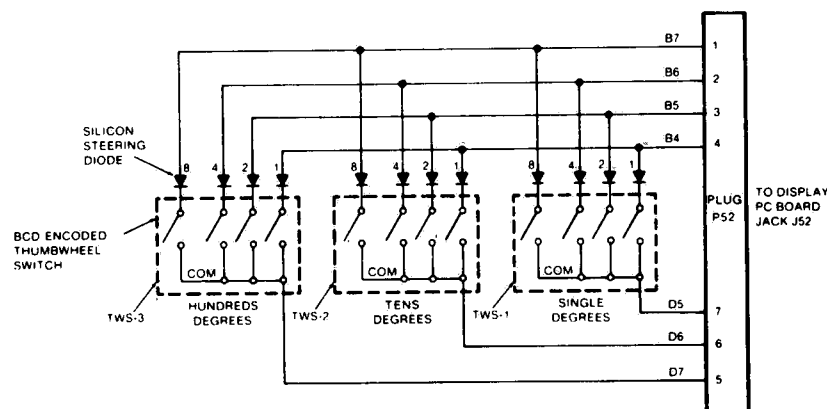 B7
1
B6
2
B5
3
B4
4
SILICON
STEERING
DIODE
8 4 2 1
8 4 2 1
8 4 2 1
PLUG
P52
TO DISPLAY
PC BOARD
JACK J52
BCD ENCODED
THUMBWHEEL
SWITCH
COM
COM
COM
TWS-3
HUNDREDS
DEGREES
TWS-2
TENS
DEGREES
TWS-1
SINGLE
DEGREES
D5
7
D6
6
D7
5